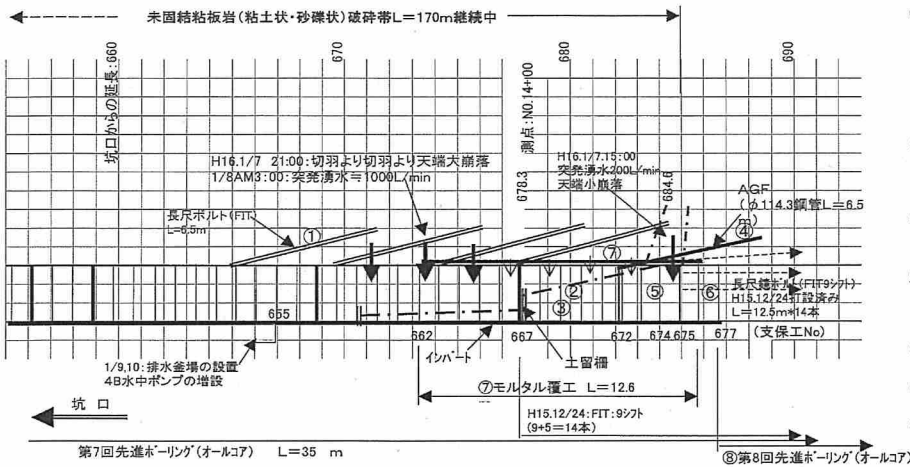 未固結粘板岩(粘土状・砂礫状)破砕帯L=170m継続中
坑口からの延長:660
670
680
690
測点:NO.14+00
H16.1/7 21:00:切羽より切羽より天端大崩落
1/8AM3:00:突発湧水≒1000L/min
H16.1/7.15:00
突発湧水200L/min
天端小崩落
678.3
684.6
AGF
(φ114.3鋼管L=6.5
m)
長尺ボルト(FIT)
L=6.5m
①
④
⑦
②
③
⑤
⑥
長尺鏡ボルト(FIT9シフト)
H15.12/24打設済み
L=12.5m*14本
(支保工No)
655
662
667
672
674
675
677
インバート
土留柵
1/9,10:排水釜場の設置
4B水中ポンプの増設
⑦モルタル覆工 L=12.6
坑口
H15.12/24:FIT:9シフト
(9+5=14本)
第7回先進ボーリング(オールコア) L=35 m
⑧第8回先進ボーリング(オールコア)